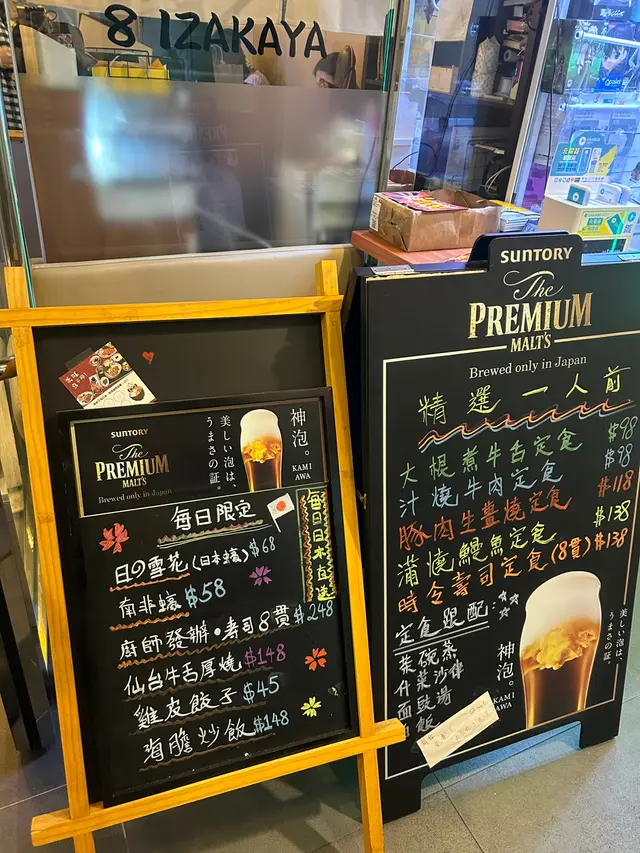 8 IZAKAYA
SUNTORY
The
PREMIUM
MALT'S
Brewed only in Japan
美しい泡は、
うまさの証。
神泡。
KAMI
AWA
每日限定
每日日本直送
日の雪花(日本蠔) $68
南非蠔 $58
廚師發辦・壽司8貫 $248
仙台牛舌厚燒 $148
雞皮餃子 $45
海膽炒飯 $148
SUNTORY
The
PREMIUM
MALT'S
Brewed only in Japan
精選一人前
大根煮牛舌定食 $98
汁燒牛肉定食 $98
豚肉生薑燒定食 $118
蒲燒鰻魚定食 $138
時令壽司定食(8貫) $138
定食跟配:
茶碗蒸
什菜沙律
面豉湯
飯
神泡。
KAMI
AWA
美しい泡は、
うまさの証。